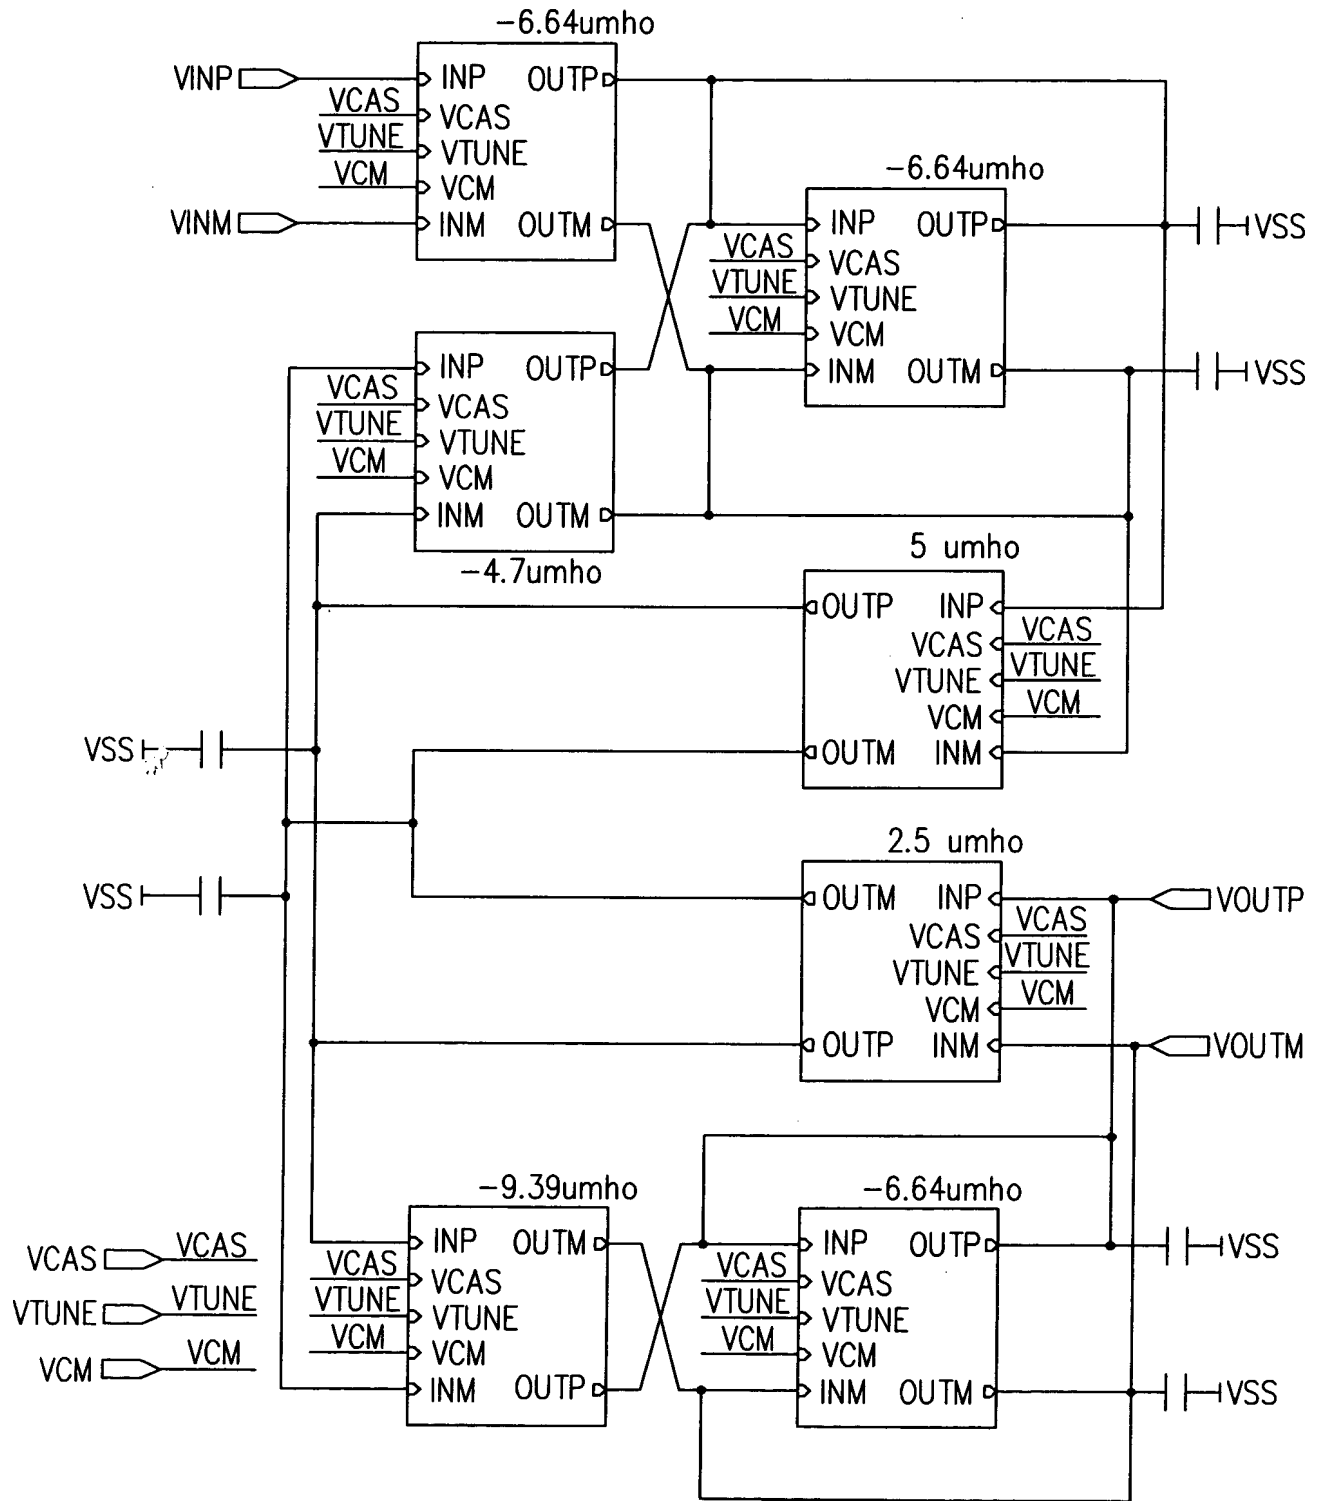 -6.64umho
VINP INP OUTP
VCAS VCAS
VTUNE VTUNE
VCM VCM
VINM INM OUTM
-6.64umho
INP OUTP VSS
VCAS VCAS
VTUNE VTUNE
VCM VCM
INM OUTM VSS
INP OUTP
VCAS VCAS
VTUNE VTUNE
VCM VCM
INM OUTM
-4.7umho
5 umho
OUTP INP
VCAS VCAS
VTUNE VTUNE
VCM VCM
VSS OUTM INM
2.5 umho
VSS OUTM INP VOUTP
VCAS VCAS
VTUNE VTUNE
VCM VCM
OUTP INM VOUTM
-9.39umho
INP OUTM
VCAS VCAS
VTUNE VTUNE
VCM VCM
INM OUTP
-6.64umho
INP OUTP VSS
VCAS VCAS
VTUNE VTUNE
VCM VCM
INM OUTM VSS
VCAS VCAS
VTUNE VTUNE
VCM VCM